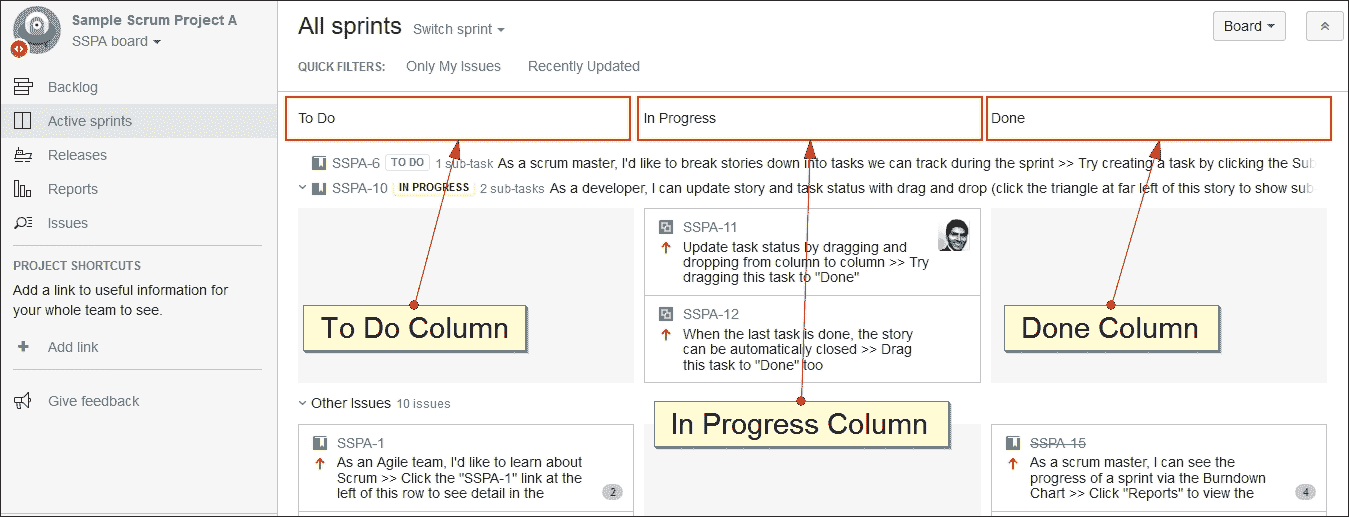 Sample Scrum Project A
SSPA board
Backlog
Active sprints
Releases
Reports
Issues
PROJECT SHORTCUTS
Add a link to useful information for
your whole team to see.
Add link
Give feedback
All sprints Switch sprint
Board
QUICK FILTERS: Only My Issues Recently Updated
To Do In Progress Done
SSPA-6 TO DO 1 sub-task As a scrum master, I'd like to break stories down into tasks we can track during the sprint >> Try creating a task by clicking the Sub
SSPA-10 IN PROGRESS 2 sub-tasks As a developer, I can update story and task status with drag and drop (click the triangle at far left of this story to show sub
SSPA-11
Update task status by dragging and
dropping from column to column >> Try
dragging this task to "Done"
SSPA-12
When the last task is done, the story
can be automatically closed >> Drag
this task to "Done" too
To Do Column
In Progress Column
Done Column
Other Issues 10 issues
SSPA-1
As an Agile team, I'd like to learn about
Scrum >> Click the "SSPA-1" link at the
left of this row to see detail in the
2
SSPA-15
As a scrum master, I can see the
progress of a sprint via the Burndown
Chart >> Click "Reports" to view the
4